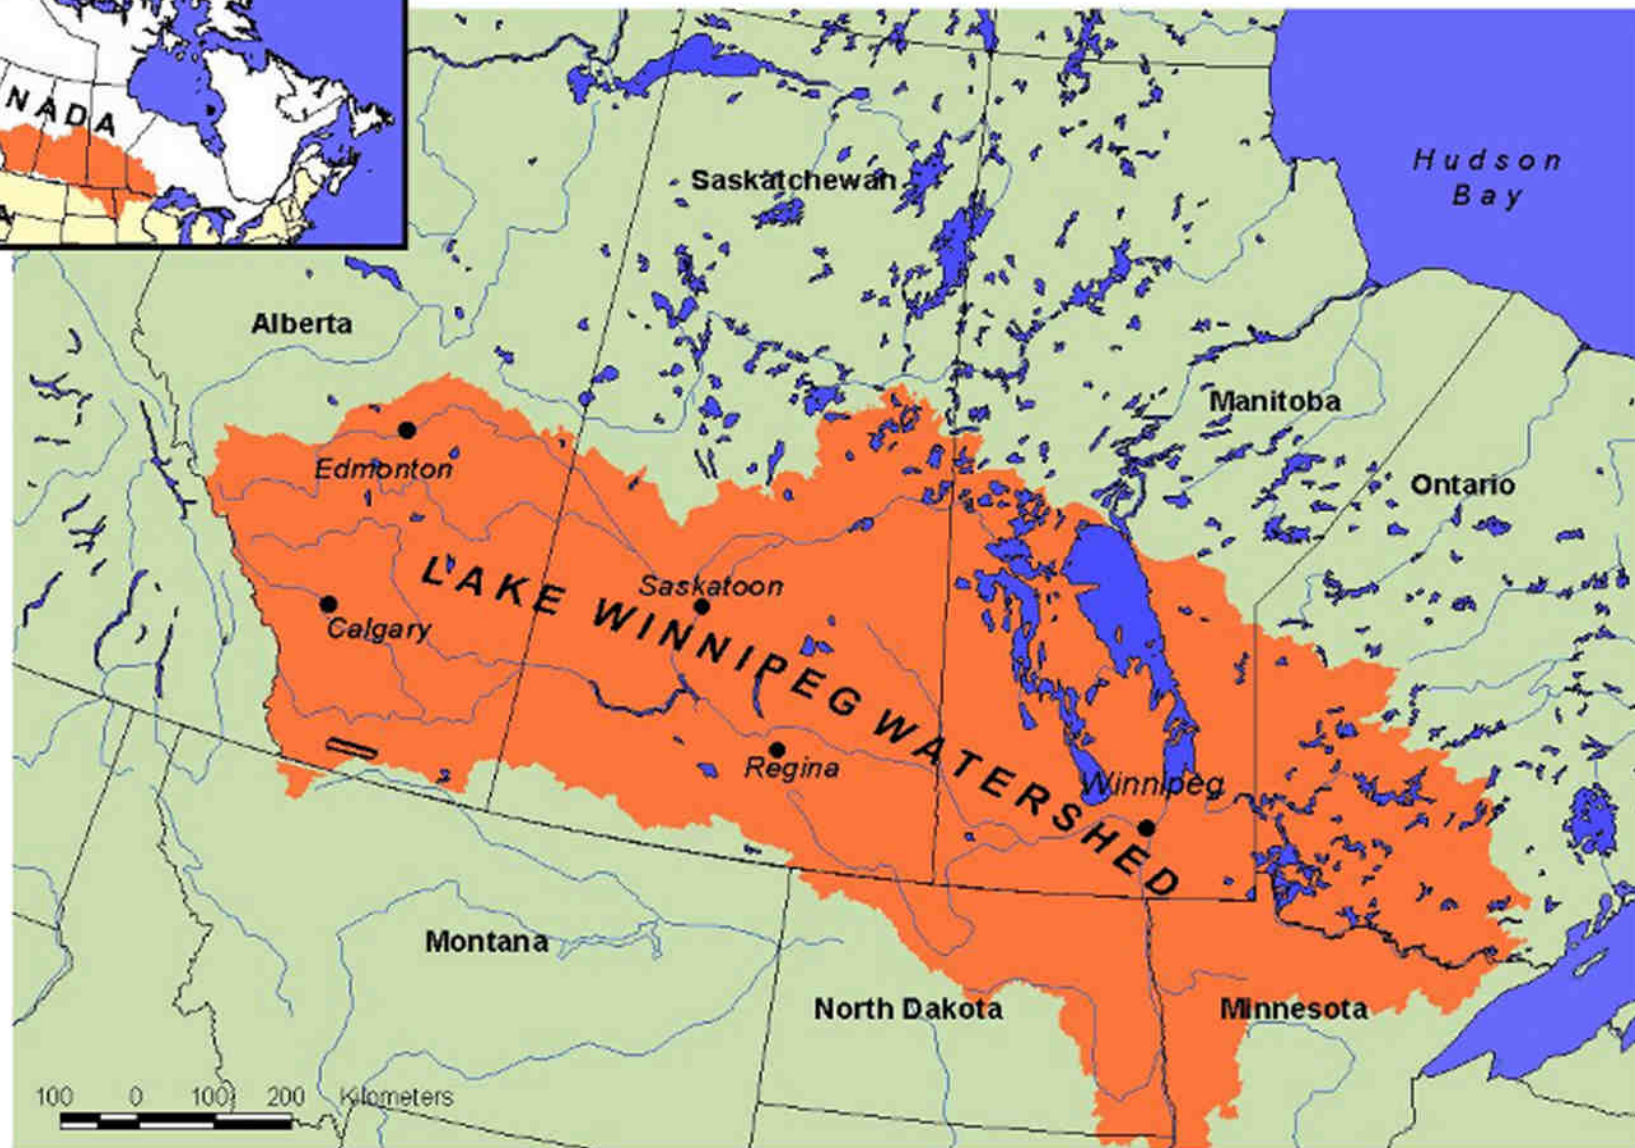 NADA
A
Hudson
Bay
Saskatchewan
Alberta
Manitoba
Edmonton
Ontario
LAKE WINNIPEG WATERSHED
Saskatoon
Calgary
Regina
Winnipeg
Montana
North Dakota
Minnesota
100 0 100 200 Kilometers